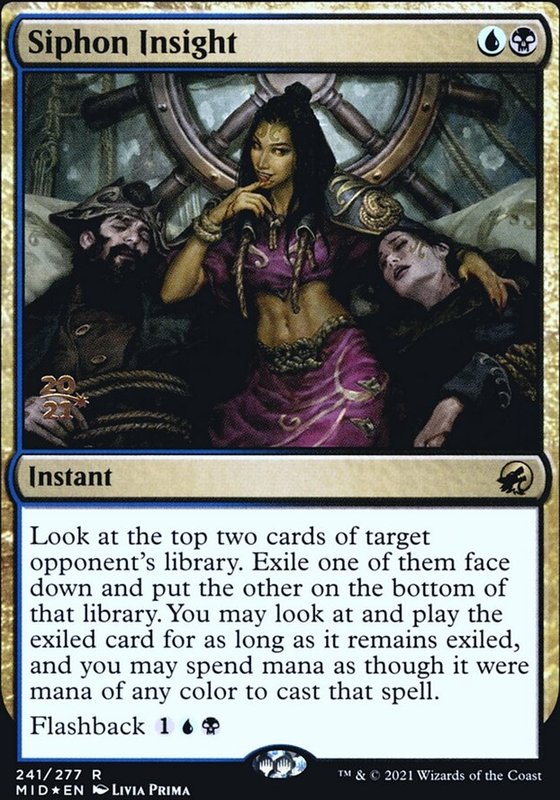 Siphon Insight
20
21*
Instant
Look at the top two cards of target
opponent's library. Exile one of them face
down and put the other on the bottom of
that library. You may look at and play the
exiled card for as long as it remains exiled,
and you may spend mana as though it were
mana of any color to cast that spell.
Flashback 1
241/277 R
MID★EN Livia Prima
™ & © 2021 Wizards of the Coast